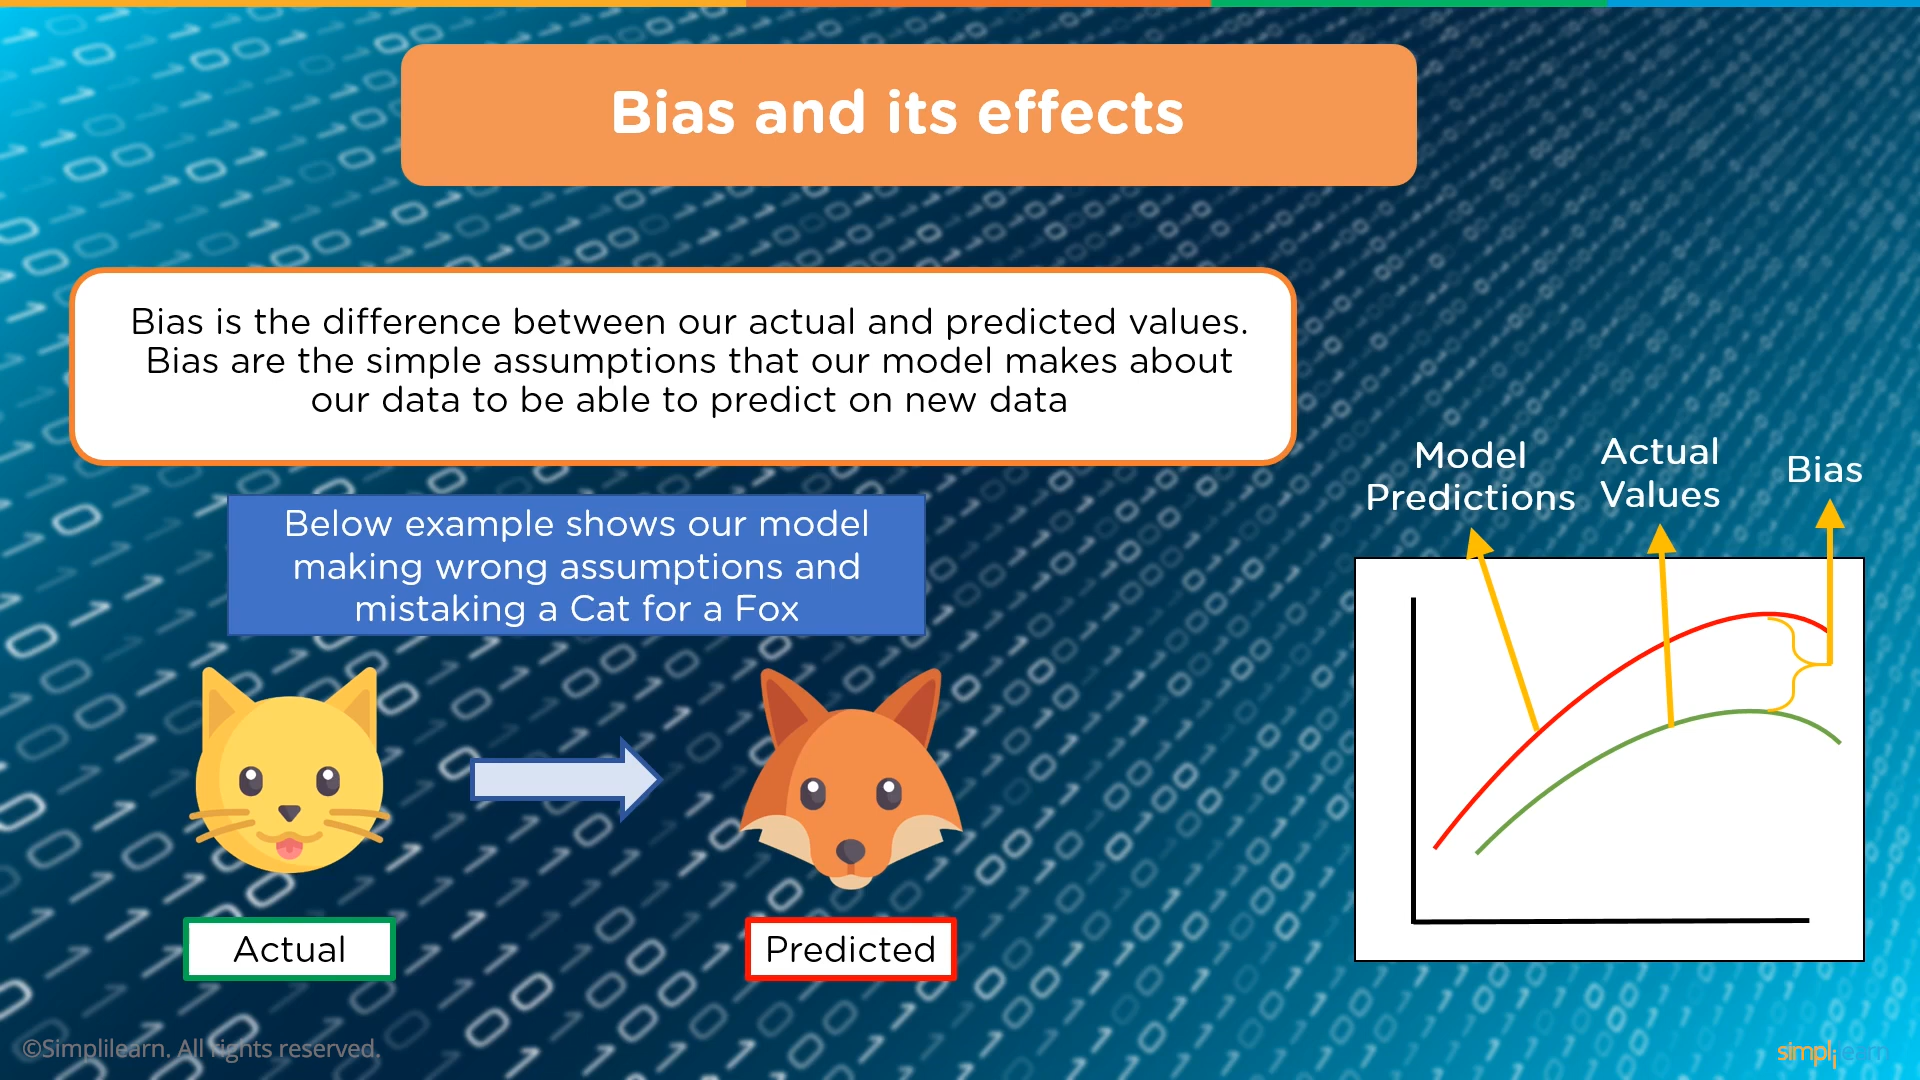 Bias and its effects
Bias is the difference between our actual and predicted values.
Bias are the simple assumptions that our model makes about
our data to be able to predict on new data
Below example shows our model
making wrong assumptions and
mistaking a Cat for a Fox
Model
Predictions
Actual
Values
Bias
Actual
Predicted
©Simplilearn. All rights reserved.
simplilearn